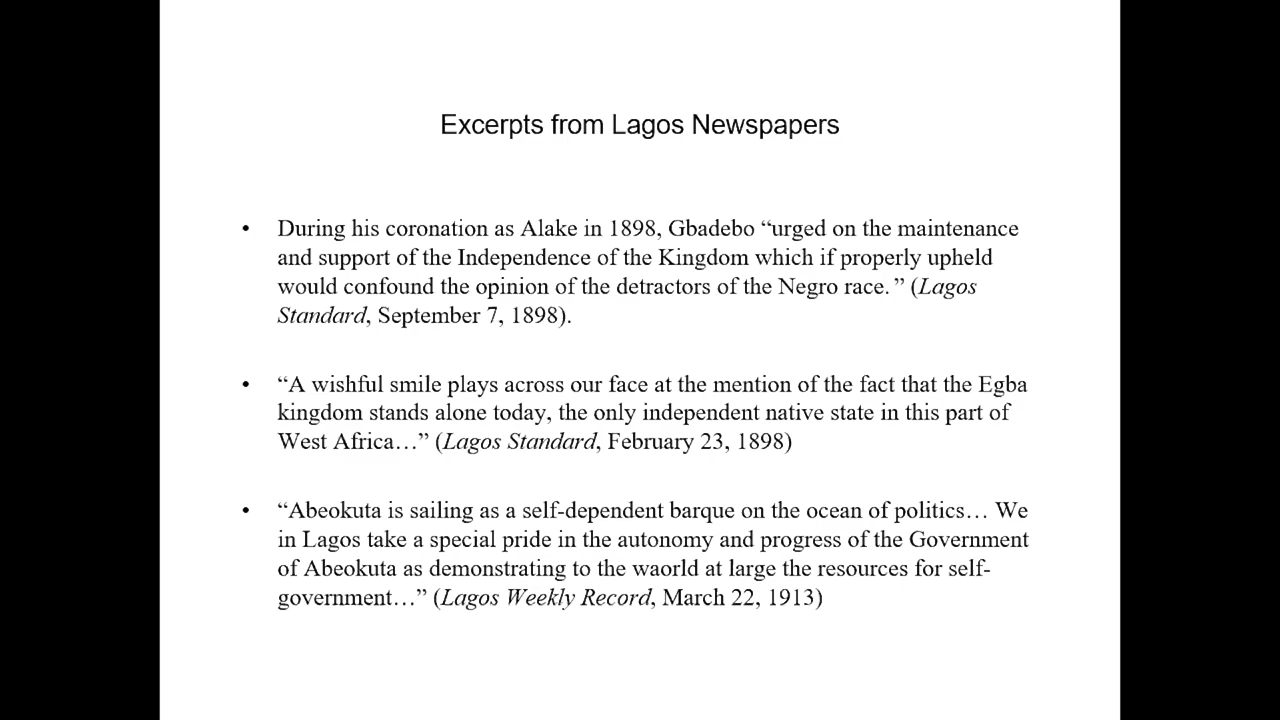 Excerpts from Lagos Newspapers
• During his coronation as Alake in 1898, Gbadebo “urged on the maintenance
and support of the Independence of the Kingdom which if properly upheld
would confound the opinion of the detractors of the Negro race.” (Lagos
Standard, September 7, 1898).
• “A wishful smile plays across our face at the mention of the fact that the Egba
kingdom stands alone today, the only independent native state in this part of
West Africa…” (Lagos Standard, February 23, 1898)
• “Abeokuta is sailing as a self-dependent barque on the ocean of politics… We
in Lagos take a special pride in the autonomy and progress of the Government
of Abeokuta as demonstrating to the waorld at large the resources for self-
government…” (Lagos Weekly Record, March 22, 1913)